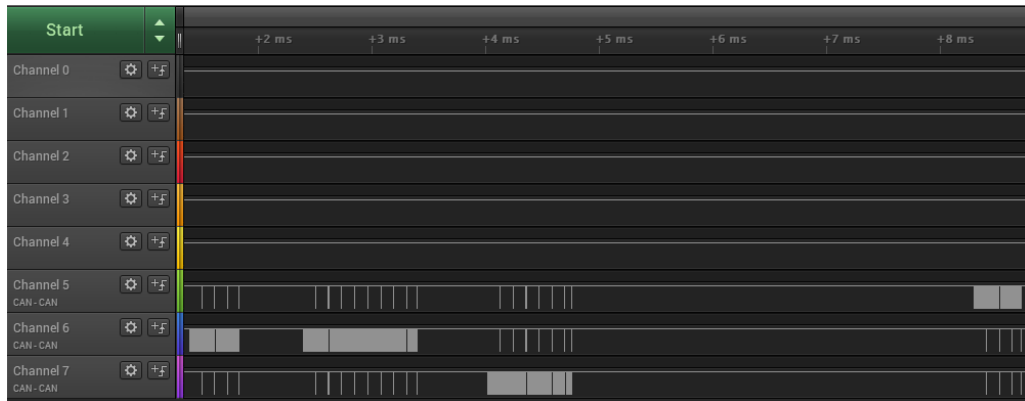 Start
+2 ms +3 ms +4 ms +5 ms +6 ms +7 ms +8 ms
Channel 0
Channel 1
Channel 2
Channel 3
Channel 4
Channel 5
CAN - CAN
Channel 6
CAN - CAN
Channel 7
CAN - CAN